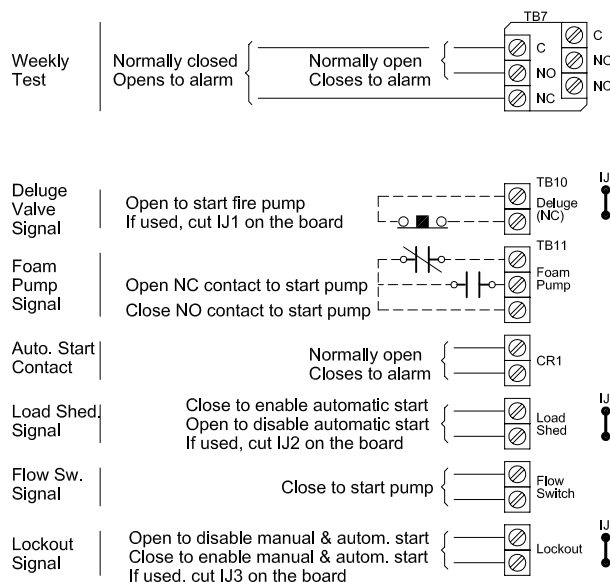 TB7
Weekly
Test
Normally closed
Opens to alarm
Normally open
Closes to alarm
C
NO
NC
C
NO
NC
Deluge
Valve
Signal
Open to start fire pump
If used, cut IJ1 on the board
TB10
Deluge
(NC)
IJ
Foam
Pump
Signal
Open NC contact to start pump
Close NO contact to start pump
TB11
Foam
Pump
Auto. Start
Contact
Normally open
Closes to alarm
CR1
Load Shed.
Signal
Close to enable automatic start
Open to disable automatic start
If used, cut IJ2 on the board
Load
Shed
IJ
Flow Sw.
Signal
Close to start pump
Flow
Switch
Lockout
Signal
Open to disable manual & autom. start
Close to enable manual & autom. start
If used, cut IJ3 on the board
Lockout
IJ